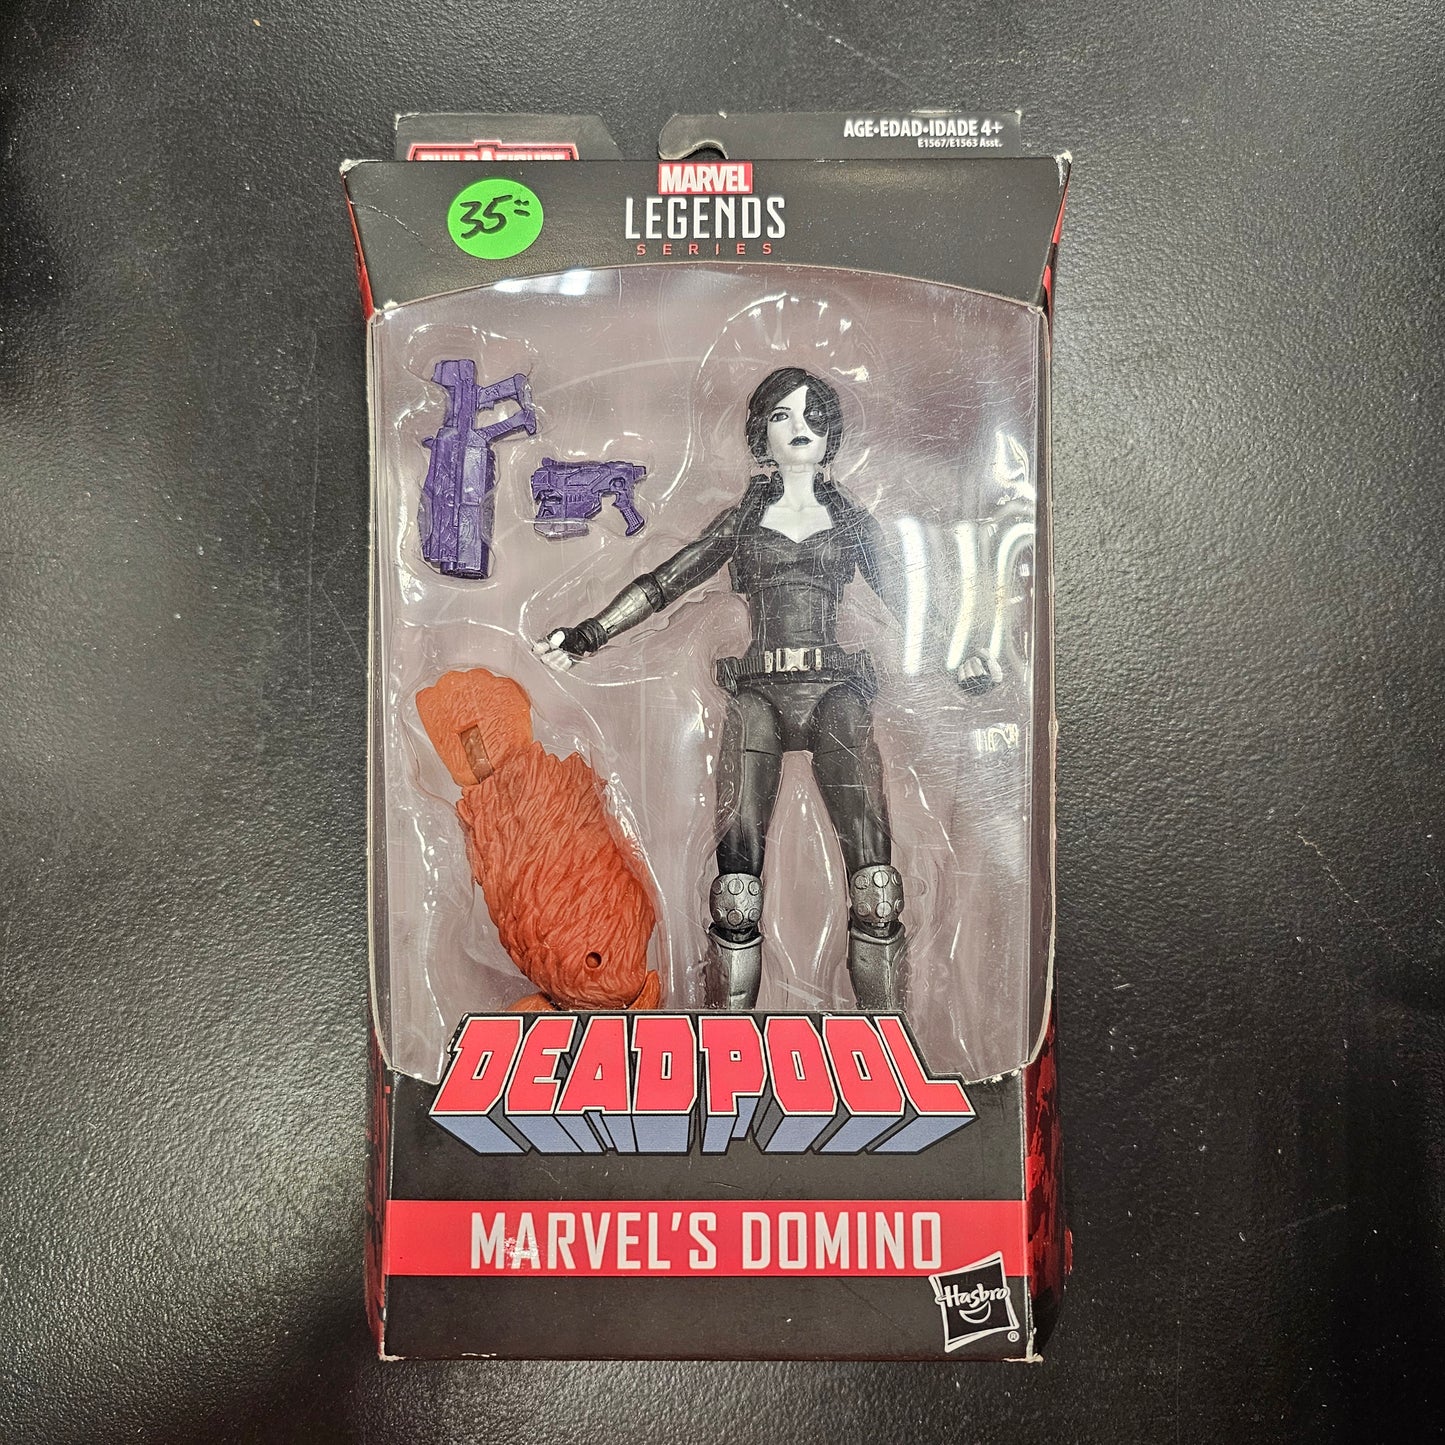 AGE•EDAD•IDADE 4+
E1567/E1563 Asst.
MARVEL
LEGENDS
SERIES
35
DEADPOOL
MARVEL'S DOMINO
Hasbro
®